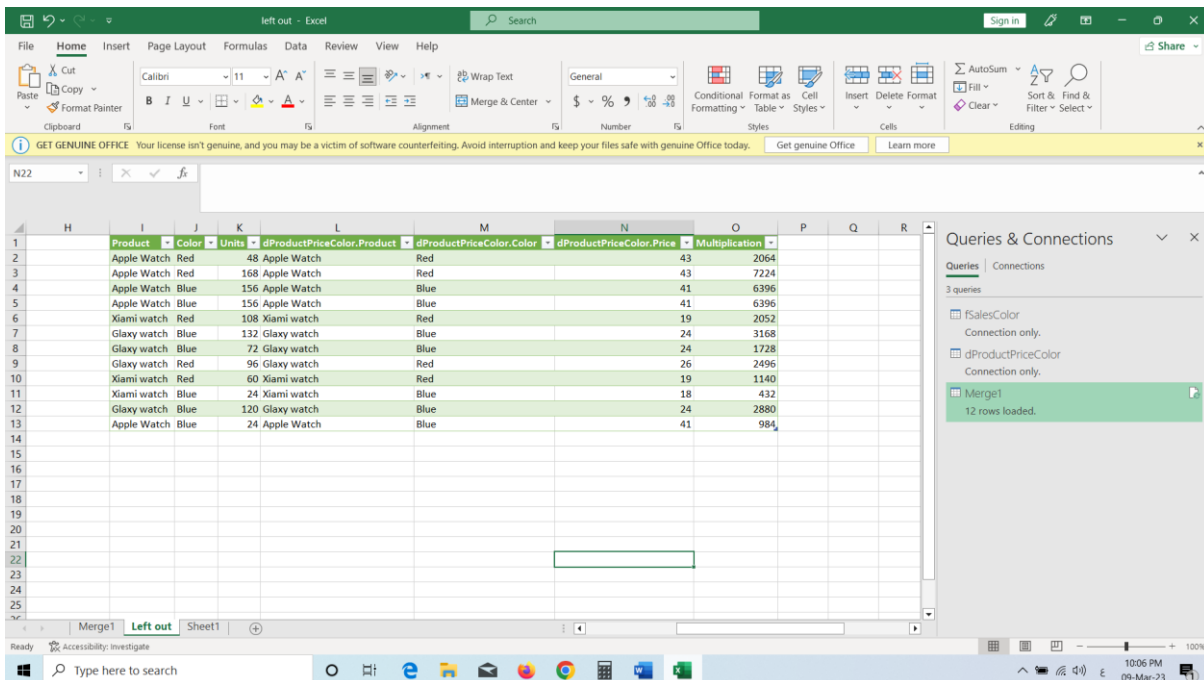 left out - Excel
Search
Sign in
File Home Insert Page Layout Formulas Data Review View Help
Share
Paste
Cut
Copy
Format Painter
Clipboard
Calibri 11
B I U
Font
Wrap Text
Merge & Center
Alignment
General
$ % 9
Number
Conditional Formatting
Format as Table
Cell Styles
Styles
Insert Delete Format
Cells
AutoSum
Fill
Clear
Sort & Filter
Find & Select
Editing
GET GENUINE OFFICE Your license isn't genuine, and you may be a victim of software counterfeiting. Avoid interruption and keep your files safe with genuine Office today. Get genuine Office Learn more
N22 fx
H I J K L M N O P Q R
1 Product Color Units dProductPriceColor.Product dProductPriceColor.Color dProductPriceColor.Price Multiplication
2 Apple Watch Red 48 Apple Watch Red 43 2064
3 Apple Watch Red 168 Apple Watch Red 43 7224
4 Apple Watch Blue 156 Apple Watch Blue 41 6396
5 Apple Watch Blue 156 Apple Watch Blue 41 6396
6 Xiami watch Red 108 Xiami watch Red 19 2052
7 Glaxy watch Blue 132 Glaxy watch Blue 24 3168
8 Glaxy watch Blue 72 Glaxy watch Blue 24 1728
9 Glaxy watch Red 96 Glaxy watch Red 26 2496
10 Xiami watch Red 60 Xiami watch Red 19 1140
11 Xiami watch Blue 24 Xiami watch Blue 18 432
12 Glaxy watch Blue 120 Glaxy watch Blue 24 2880
13 Apple Watch Blue 24 Apple Watch Blue 41 984
14
15
16
17
18
19
20
21
22
23
24
25
Queries & Connections
Queries Connections
3 queries
fSalesColor
Connection only.
dProductPriceColor
Connection only.
Merge1
12 rows loaded.
Merge1 Left out Sheet1
Ready Accessibility: Investigate
100%
Type here to search
ع
10:06 PM
09-Mar-23